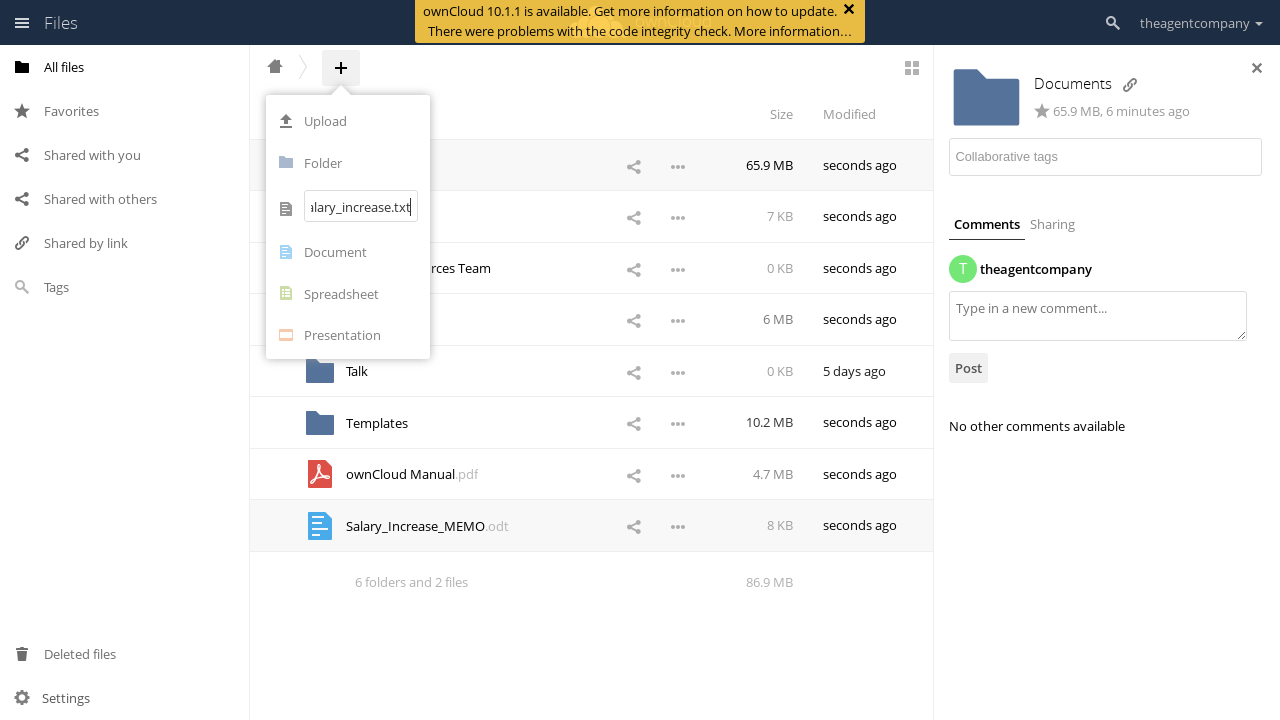 Files
ownCloud 10.1.1 is available. Get more information on how to update.
There were problems with the code integrity check. More information…
theagentcompany
All files
Favorites
Shared with you
Shared with others
Shared by link
Tags
Deleted files
Settings
Upload
Folder
alary_increase.txt
Document
Spreadsheet
Presentation
Size
Modified
65.9 MB
seconds ago
7 KB
seconds ago
rces Team
0 KB
seconds ago
6 MB
seconds ago
Talk
0 KB
5 days ago
Templates
10.2 MB
seconds ago
ownCloud Manual.pdf
4.7 MB
seconds ago
Salary_Increase_MEMO.odt
8 KB
seconds ago
6 folders and 2 files
86.9 MB
Documents
65.9 MB, 6 minutes ago
Collaborative tags
Comments
Sharing
T
theagentcompany
Type in a new comment...
Post
No other comments available